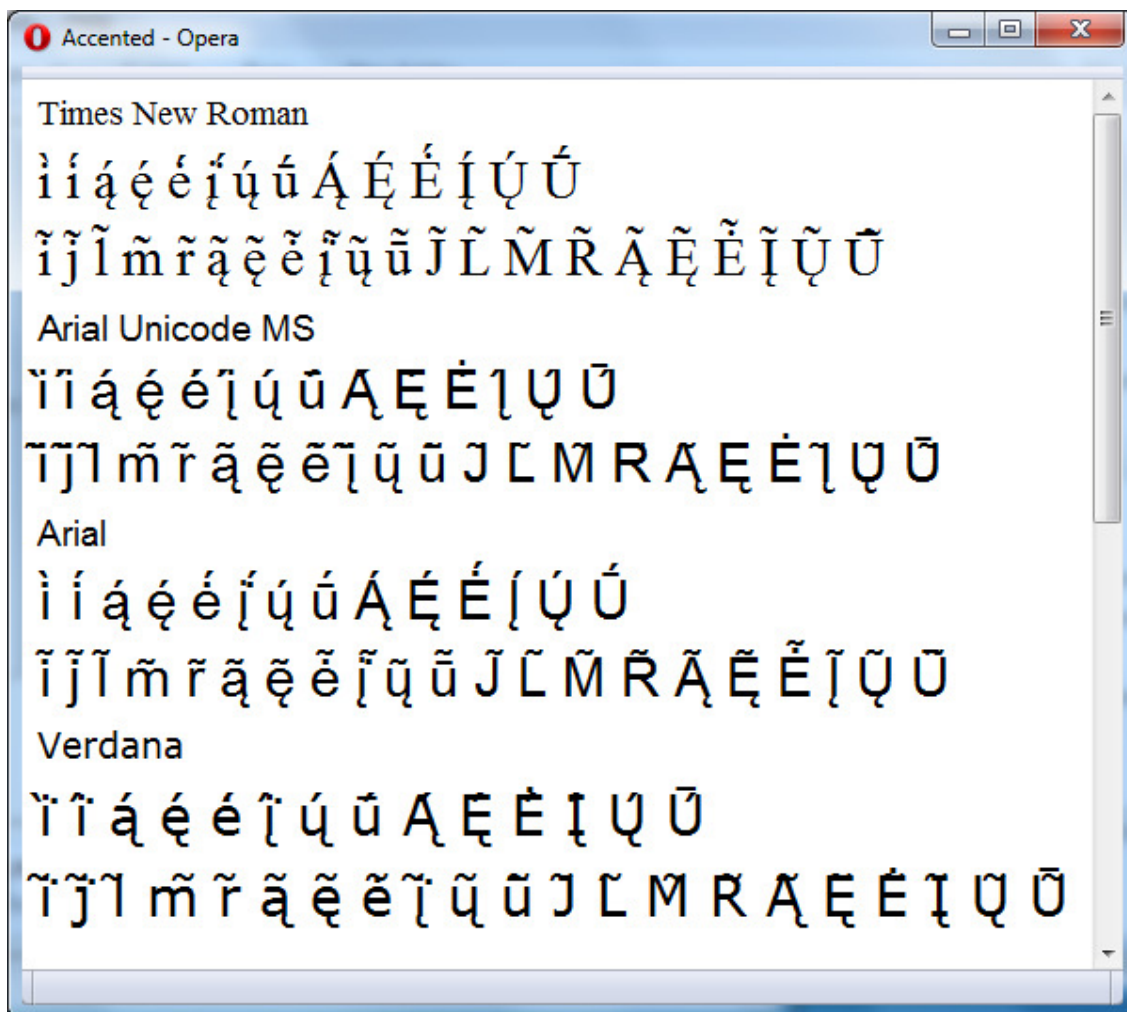 Accented - Opera
Times New Roman
i̇̀ i̇́ ą́ ę́ ė́ į̇́ ų́ ū́ Ą́ Ę́ Ė́ Į́ Ų́ Ū́
i̇̃ j̇̃ l̃ m̃ r̃ ą̃ ę̃ ė̃ į̇̃ ų̃ ū̃ J̃ L̃ M̃ R̃ Ą̃ Ę̃ Ė̃ Į̃ Ų̃ Ū̃
Arial Unicode MS
i̇̀ i̇́ ą́ ę́ ė́ į̇́ ų́ ū́ Ą́ Ę́ Ė́ Į́ Ų́ Ū́
i̇̃ j̇̃ l̃ m̃ r̃ ą̃ ę̃ ė̃ į̇̃ ų̃ ū̃ J̃ L̃ M̃ R̃ Ą̃ Ę̃ Ė̃ Į̃ Ų̃ Ū̃
Arial
i̇̀ i̇́ ą́ ę́ ė́ į̇́ ų́ ū́ Ą́ Ę́ Ė́ Į́ Ų́ Ū́
i̇̃ j̇̃ l̃ m̃ r̃ ą̃ ę̃ ė̃ į̇̃ ų̃ ū̃ J̃ L̃ M̃ R̃ Ą̃ Ę̃ Ė̃ Į̃ Ų̃ Ū̃
Verdana
i̇̀ i̇́ ą́ ę́ ė́ į̇́ ų́ ū́ Ą́ Ę́ Ė́ Į́ Ų́ Ū́
i̇̃ j̇̃ l̃ m̃ r̃ ą̃ ę̃ ė̃ į̇̃ ų̃ ū̃ J̃ L̃ M̃ R̃ Ą̃ Ę̃ Ė̃ Į̃ Ų̃ Ū̃